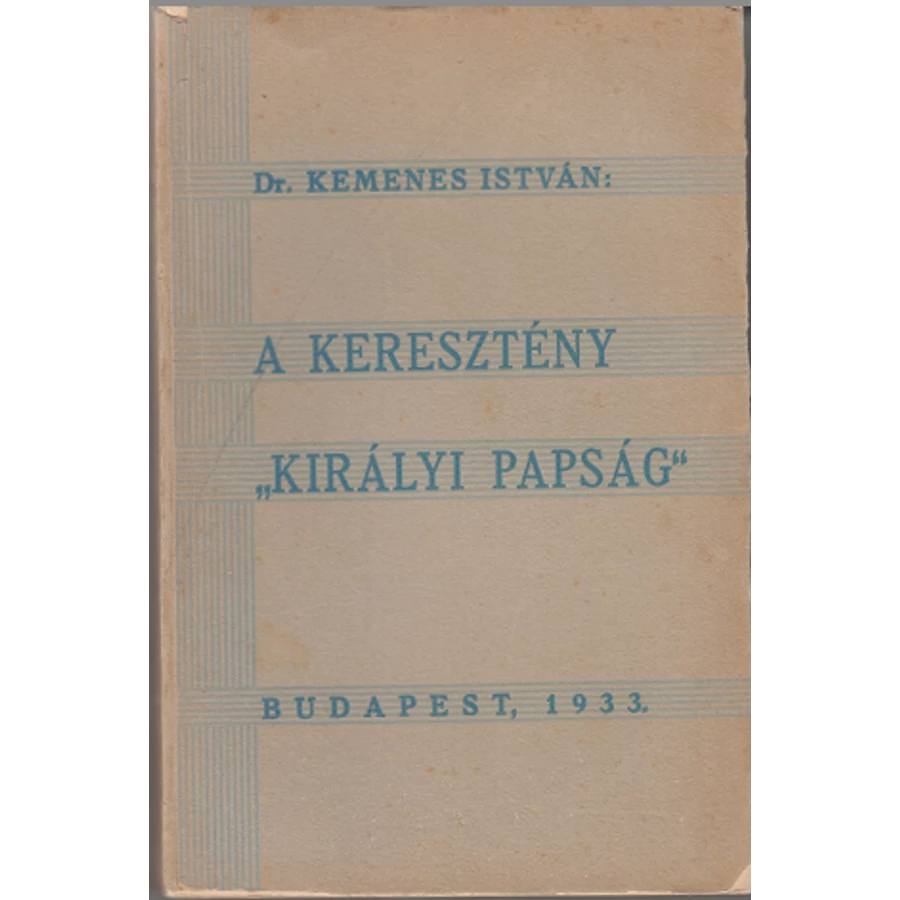 Dr. KEMENES ISTVÁN:
A KERESZTÉNY
„KIRÁLYI PAPSÁG“
BUDAPEST, 1933.